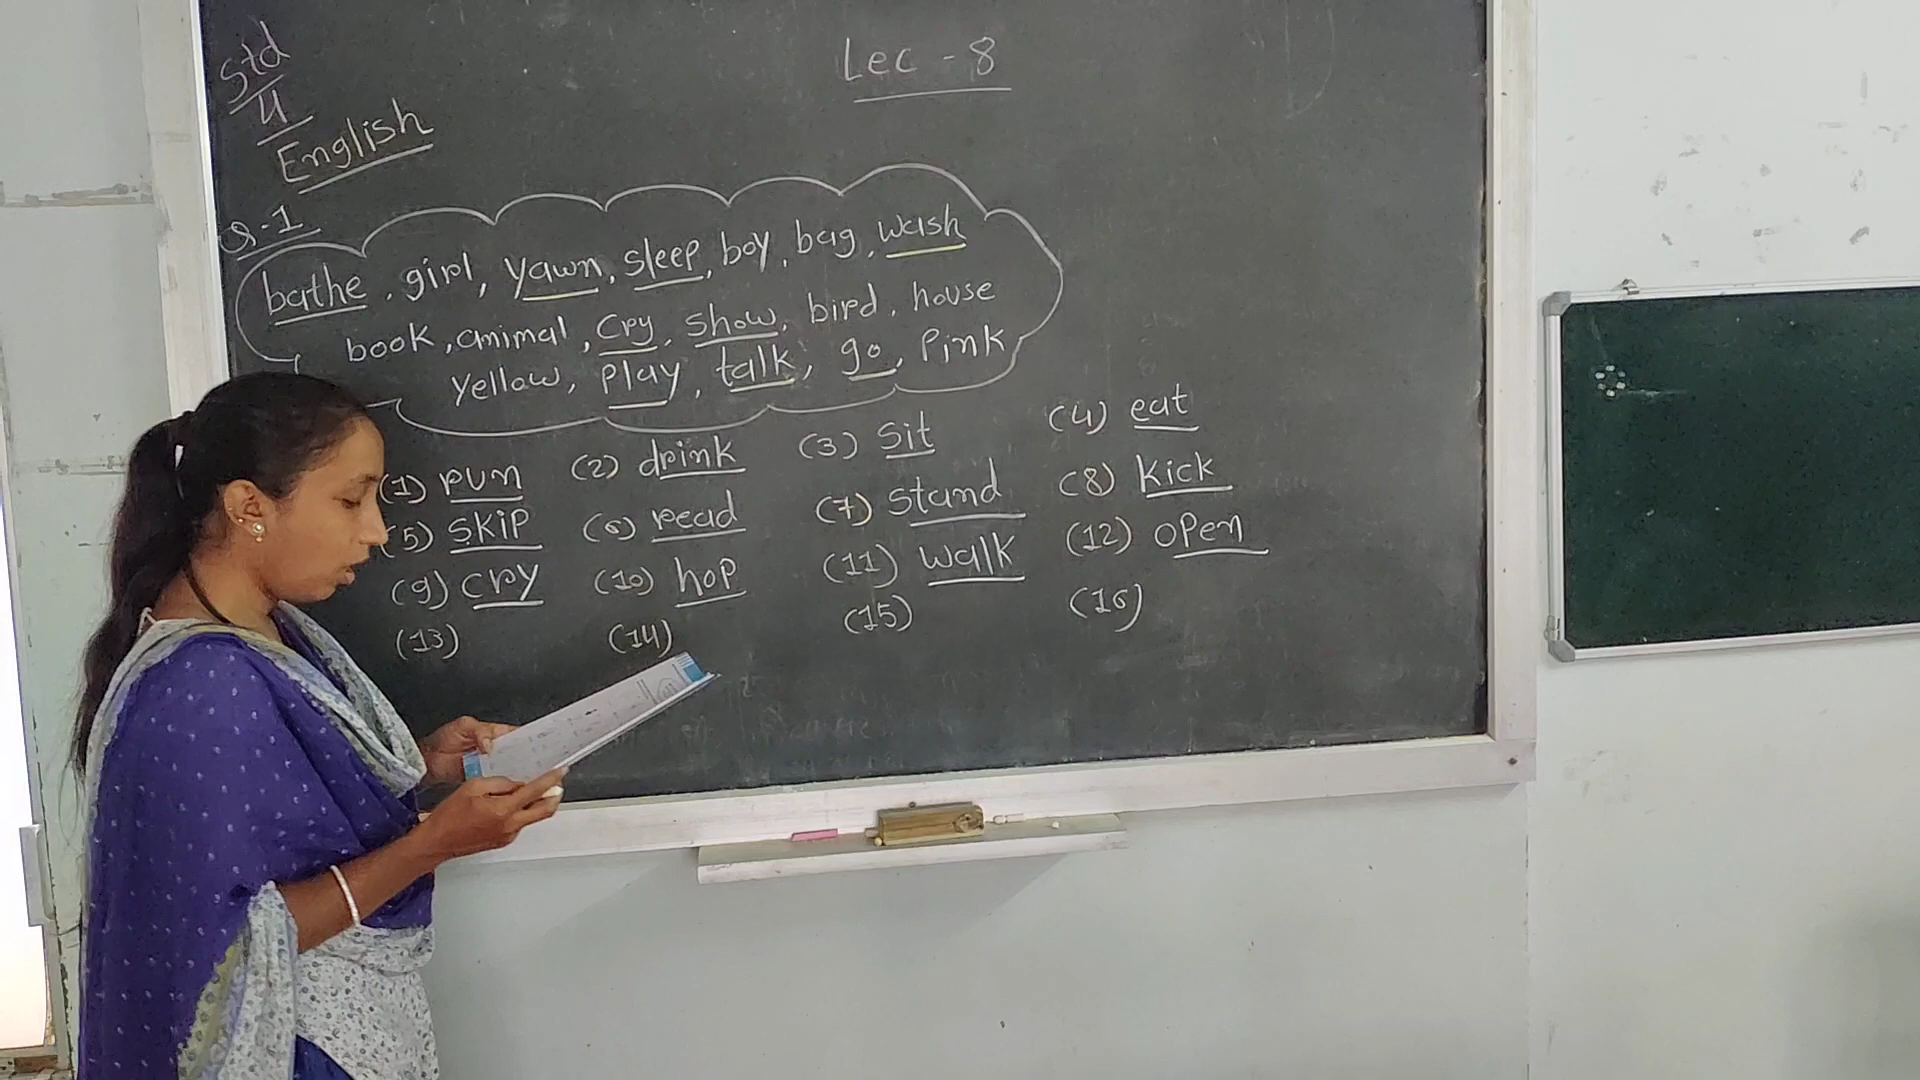 Std
4
English
Lec - 8
Q-1
bathe, girl, yawn, sleep, boy, bag, wash
book, animal, cry, show, bird, house
yellow, play, talk, go, pink
(1) run (2) drink (3) sit (4) eat
(5) skip (6) read (7) stand (8) kick
(9) cry (10) hop (11) walk (12) open
(13) (14) (15) (16)